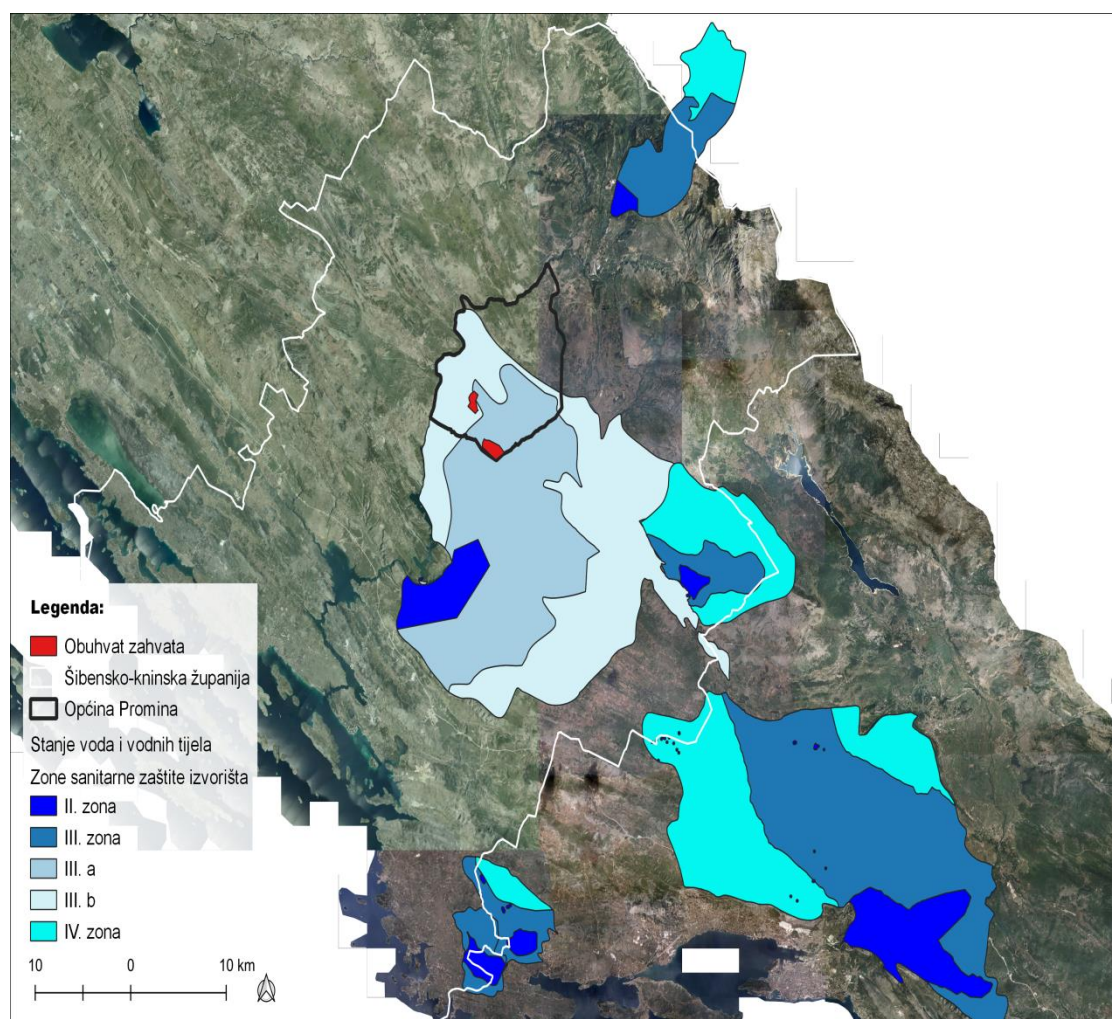 Legenda:
Obuhvat zahvata
Šibensko-kninska županija
Općina Promina
Stanje voda i vodnih tijela
Zone sanitarne zaštite izvorišta
II. zona
III. zona
III. a
III. b
IV. zona
10 0 10 km